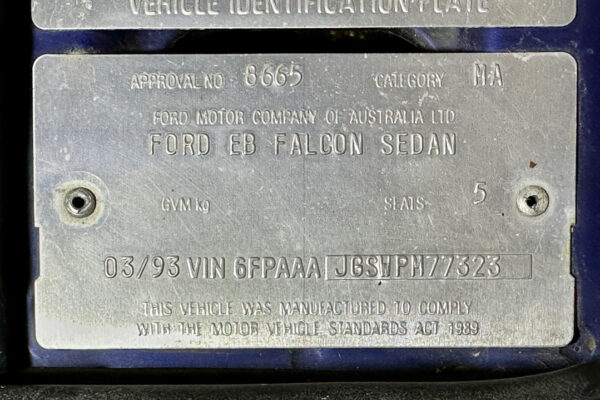 VEHICLE IDENTIFICATION PLATE
APPROVAL NO 8665 CATEGORY MA
FORD MOTOR COMPANY OF AUSTRALIA LTD
FORD EB FALCON SEDAN
GVM kg SEATS 5
03/93 VIN 6FPAAAJGSWPM77323
THIS VEHICLE WAS MANUFACTURED TO COMPLY
WITH THE MOTOR VEHICLE STANDARDS ACT 1989